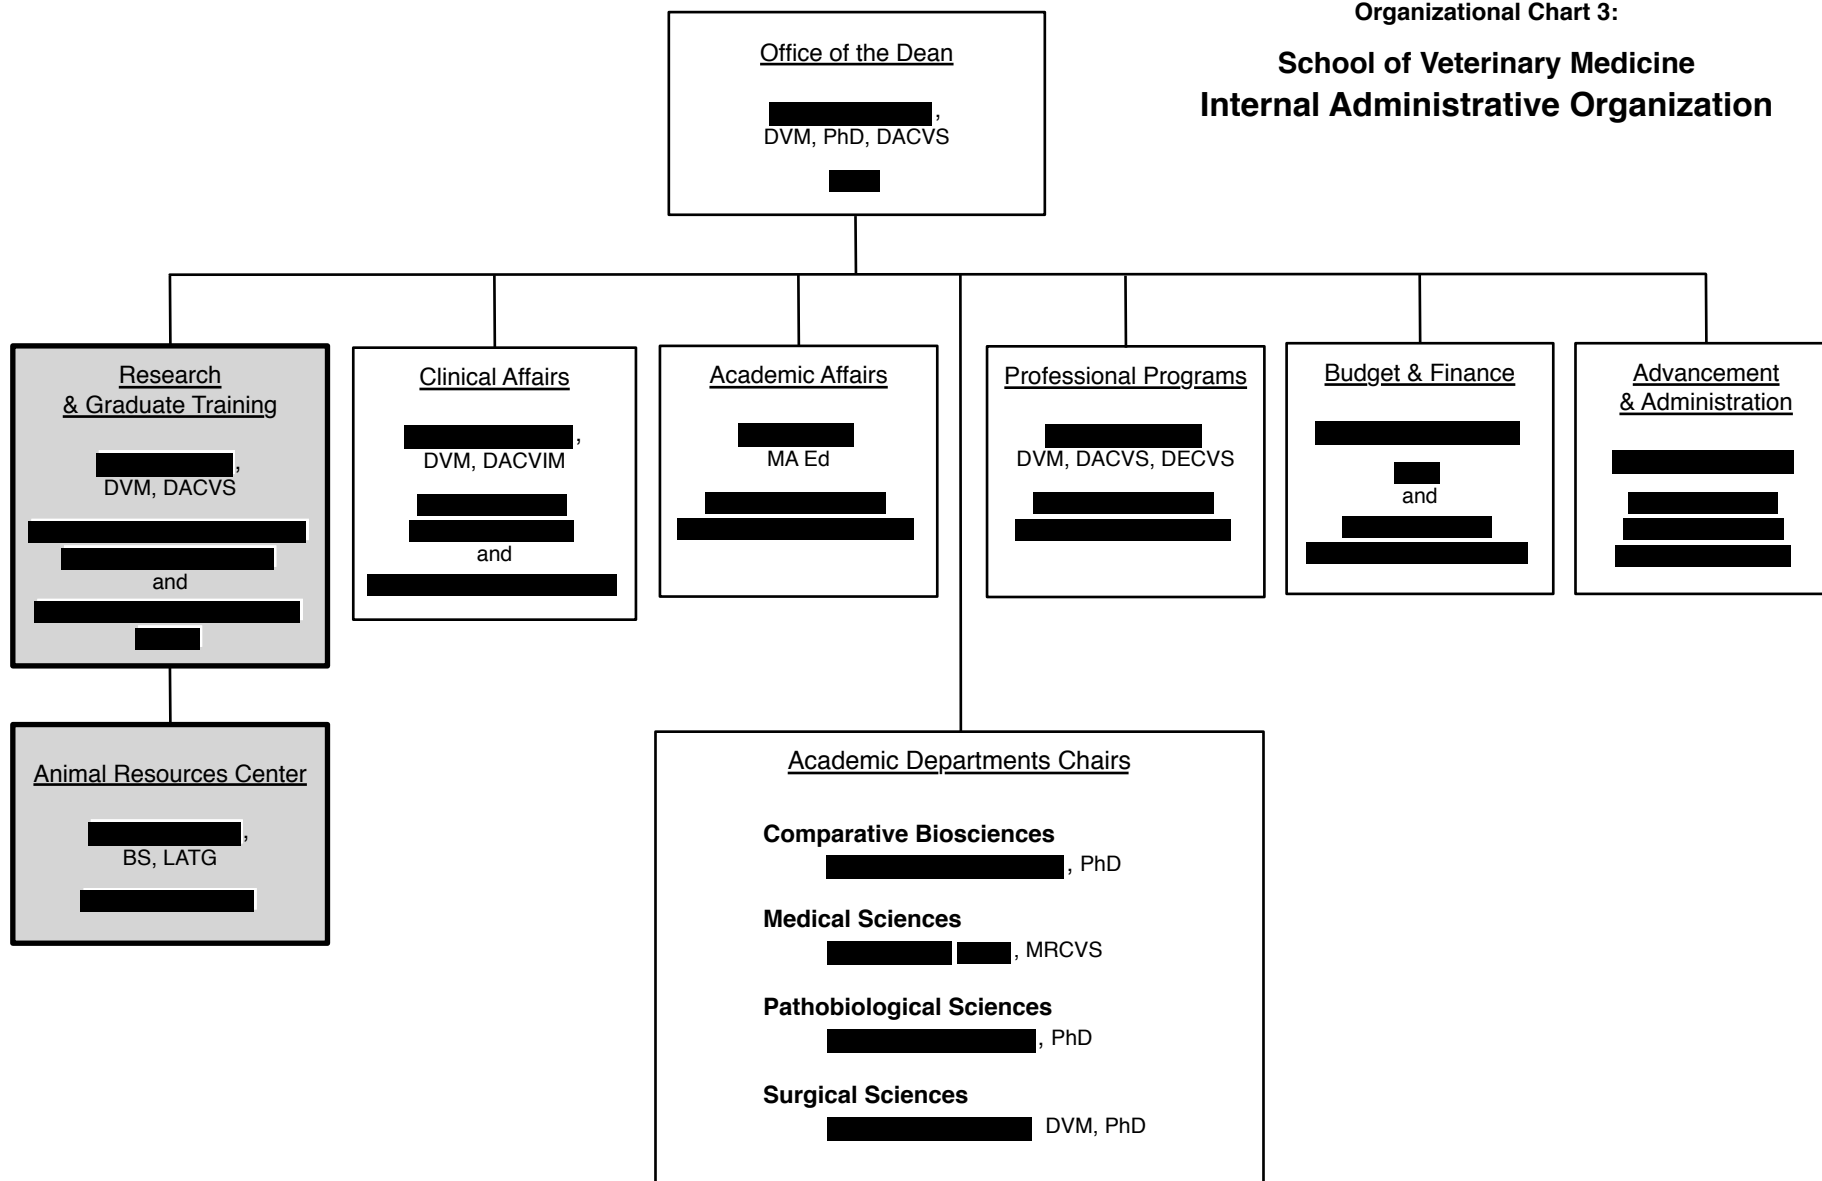 Organizational Chart 3:
School of Veterinary Medicine
Internal Administrative Organization
Office of the Dean
,
DVM, PhD, DACVS
Research
& Graduate Training
,
DVM, DACVS
and
Clinical Affairs
,
DVM, DACVIM
and
Academic Affairs
MA Ed
Professional Programs
DVM, DACVS, DECVS
Budget & Finance
and
Advancement
& Administration
Animal Resources Center
,
BS, LATG
Academic Departments Chairs
Comparative Biosciences
, PhD
Medical Sciences
, MRCVS
Pathobiological Sciences
, PhD
Surgical Sciences
DVM, PhD